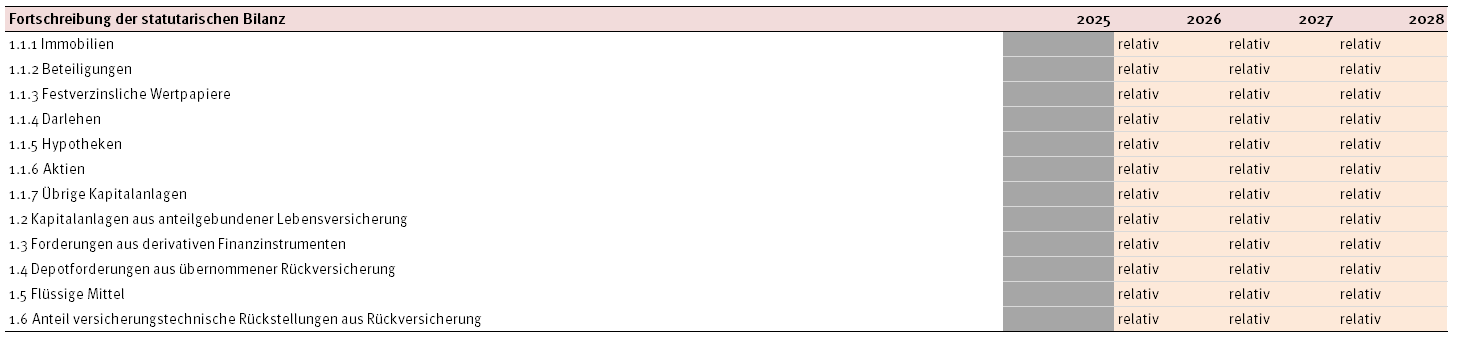 Fortschreibung der statutarischen Bilanz 2025 2026 2027 2028
1.1.1 Immobilien relativ relativ relativ
1.1.2 Beteiligungen relativ relativ relativ
1.1.3 Festverzinsliche Wertpapiere relativ relativ relativ
1.1.4 Darlehen relativ relativ relativ
1.1.5 Hypotheken relativ relativ relativ
1.1.6 Aktien relativ relativ relativ
1.1.7 Übrige Kapitalanlagen relativ relativ relativ
1.2 Kapitalanlagen aus anteilgebundener Lebensversicherung relativ relativ relativ
1.3 Forderungen aus derivativen Finanzinstrumenten relativ relativ relativ
1.4 Depotforderungen aus übernommener Rückversicherung relativ relativ relativ
1.5 Flüssige Mittel relativ relativ relativ
1.6 Anteil versicherungstechnische Rückstellungen aus Rückversicherung relativ relativ relativ